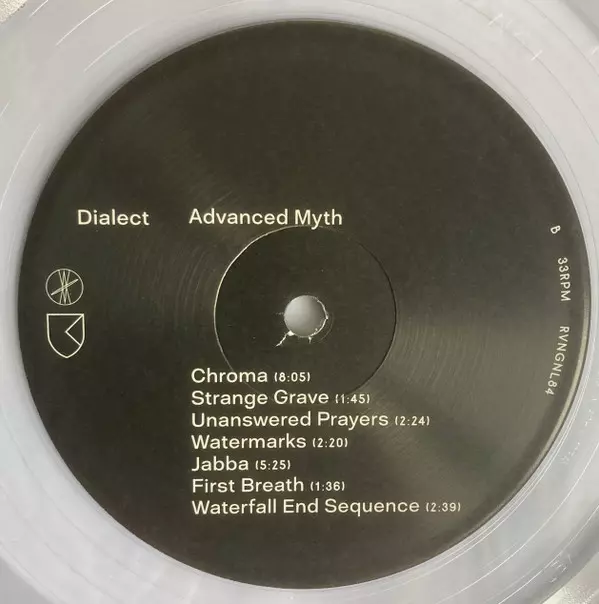 Dialect Advanced Myth
B 33RPM RVNGNL84
Chroma (8:05)
Strange Grave (1:45)
Unanswered Prayers (2:24)
Watermarks (2:20)
Jabba (5:25)
First Breath (1:36)
Waterfall End Sequence (2:39)